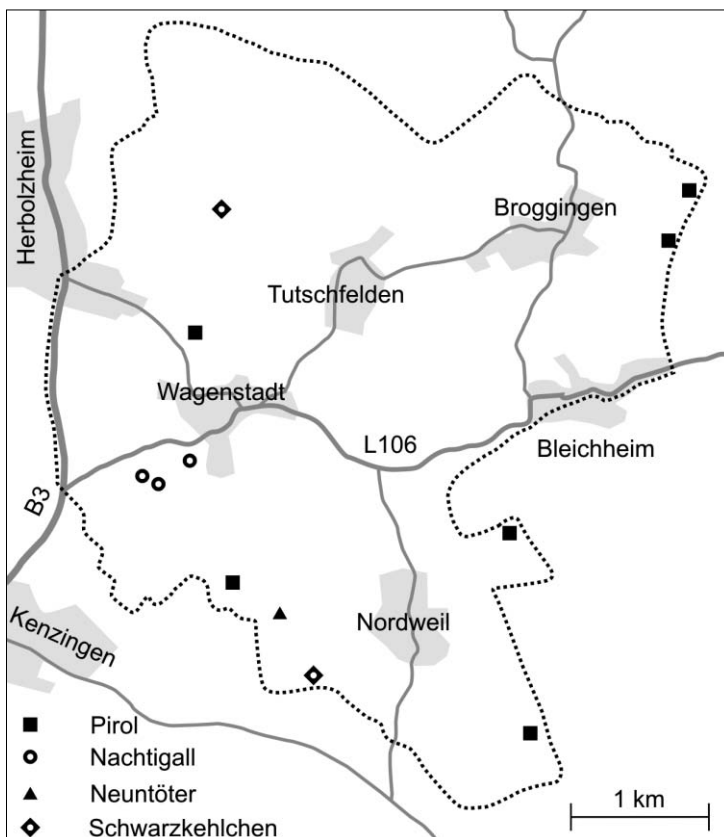 Herbolzheim
Broggingen
Tutschfelden
Wagenstadt
L106
Bleichheim
B3
Nordweil
Kenzingen
Pirol
Nachtigall
Neuntöter
Schwarzkehlchen
1 km